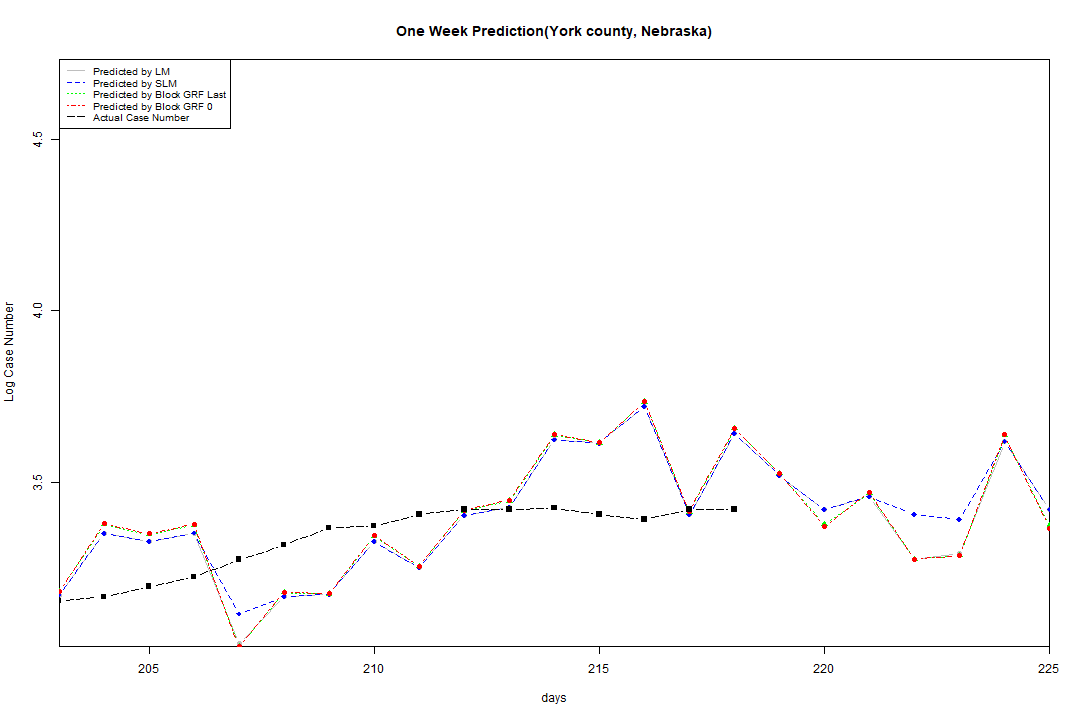 One Week Prediction(York county, Nebraska)
Predicted by LM
Predicted by SLM
Predicted by Block GRF Last
Predicted by Block GRF 0
Actual Case Number
4.5
4.0
3.5
Log Case Number
205 210 215 220 225
days